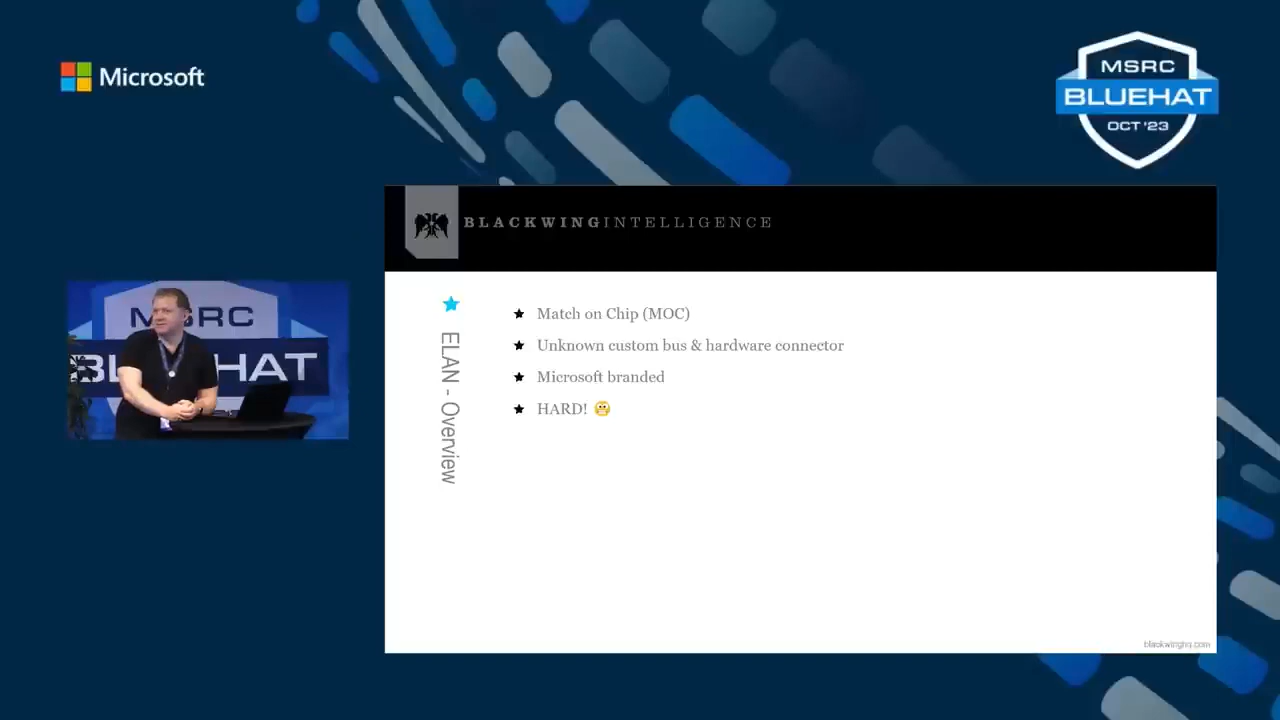 Microsoft
MSRC
BLUEHAT
OCT '23
BLACKWINGINTELLIGENCE
ELAN - Overview
★ Match on Chip (MOC)
★ Unknown custom bus & hardware connector
★ Microsoft branded
★ HARD! 😬
MSRC
BLUEHAT
blackwinghq.com